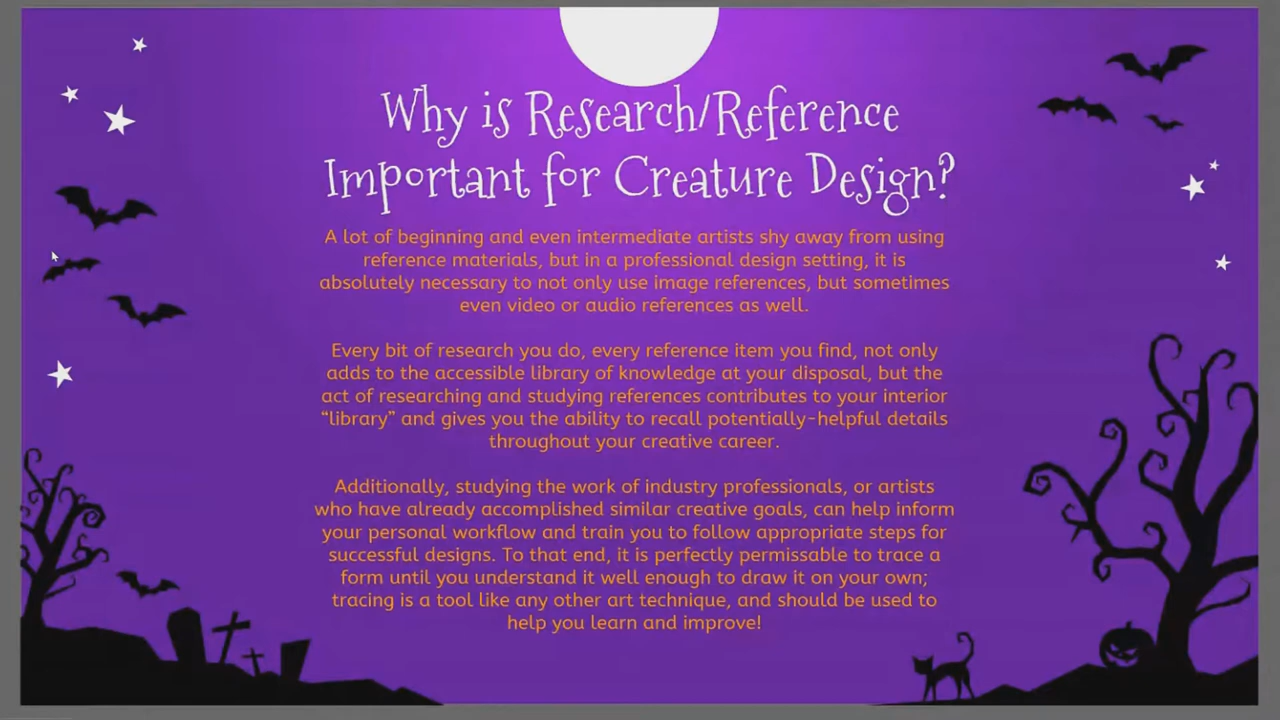 Why is Research/Reference
Important for Creature Design?
A lot of beginning and even intermediate artists shy away from using
reference materials, but in a professional design setting, it is
absolutely necessary to not only use image references, but sometimes
even video or audio references as well.
Every bit of research you do, every reference item you find, not only
adds to the accessible library of knowledge at your disposal, but the
act of researching and studying references contributes to your interior
“library” and gives you the ability to recall potentially-helpful details
throughout your creative career.
Additionally, studying the work of industry professionals, or artists
who have already accomplished similar creative goals, can help inform
your personal workflow and train you to follow appropriate steps for
successful designs. To that end, it is perfectly permissable to trace a
form until you understand it well enough to draw it on your own;
tracing is a tool like any other art technique, and should be used to
help you learn and improve!